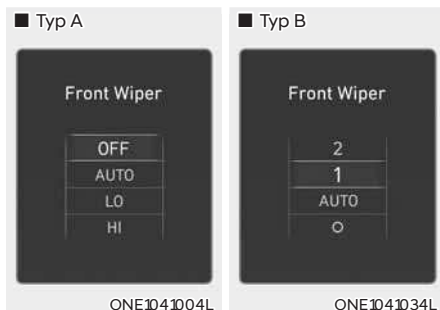 ■ Typ A
Front Wiper
OFF
AUTO
LO
HI
ONE1041004L
■ Typ B
Front Wiper
2
1
AUTO
O
ONE1041034L